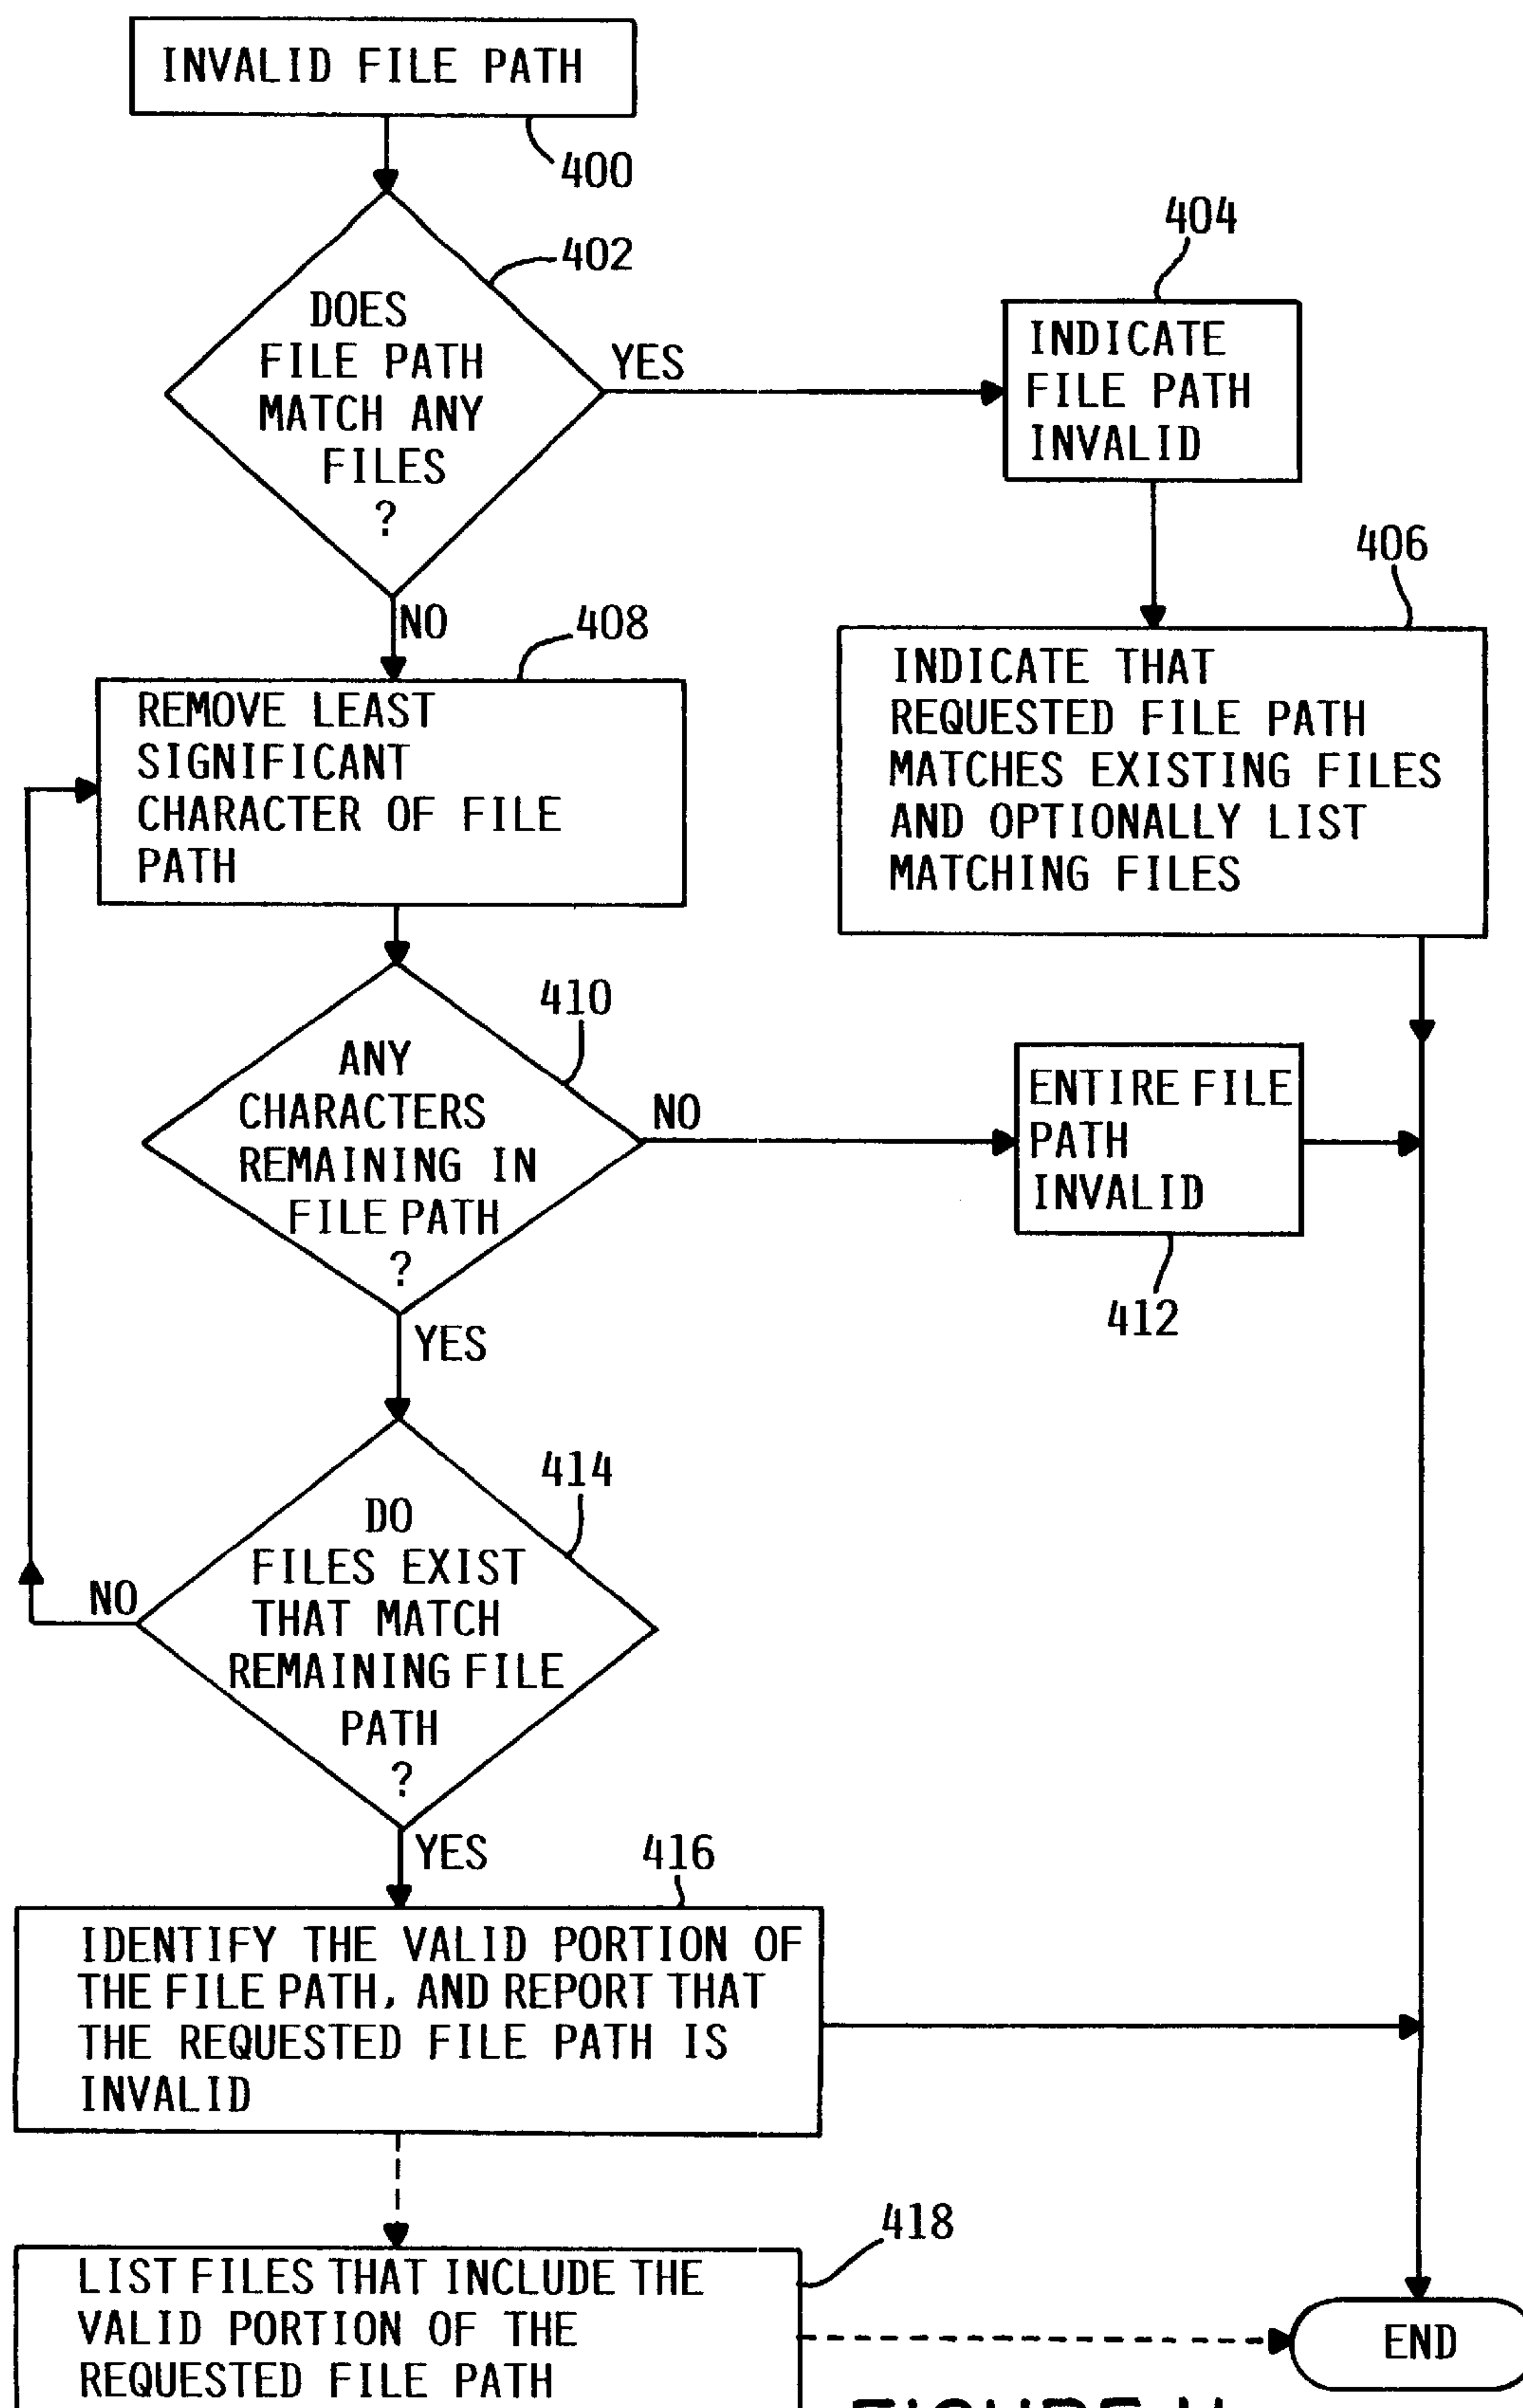 INVALID FILE PATH
400
402
DOES
FILE PATH
MATCH ANY
FILES
?
YES
404
INDICATE
FILE PATH
INVALID
406
INDICATE THAT
REQUESTED FILE PATH
MATCHES EXISTING FILES
AND OPTIONALLY LIST
MATCHING FILES
NO
408
REMOVE LEAST
SIGNIFICANT
CHARACTER OF FILE
PATH
410
ANY
CHARACTERS
REMAINING IN
FILE PATH
?
NO
ENTIRE FILE
PATH
INVALID
412
YES
414
DO
FILES EXIST
THAT MATCH
REMAINING FILE
PATH
?
NO
YES
416
IDENTIFY THE VALID PORTION OF
THE FILE PATH, AND REPORT THAT
THE REQUESTED FILE PATH IS
INVALID
418
LIST FILES THAT INCLUDE THE
VALID PORTION OF THE
REQUESTED FILE PATH
END